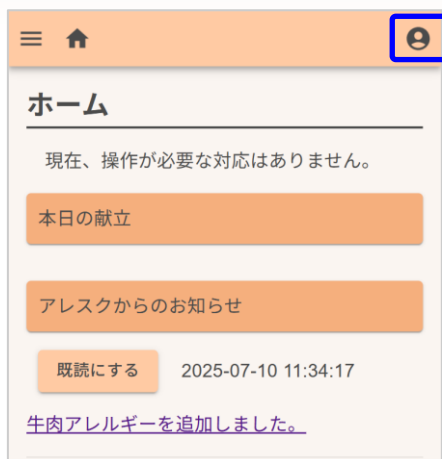 ホーム
現在、操作が必要な対応はありません。
本日の献立
アレスクからのお知らせ
既読にする 2025-07-10 11:34:17
牛肉アレルギーを追加しました。